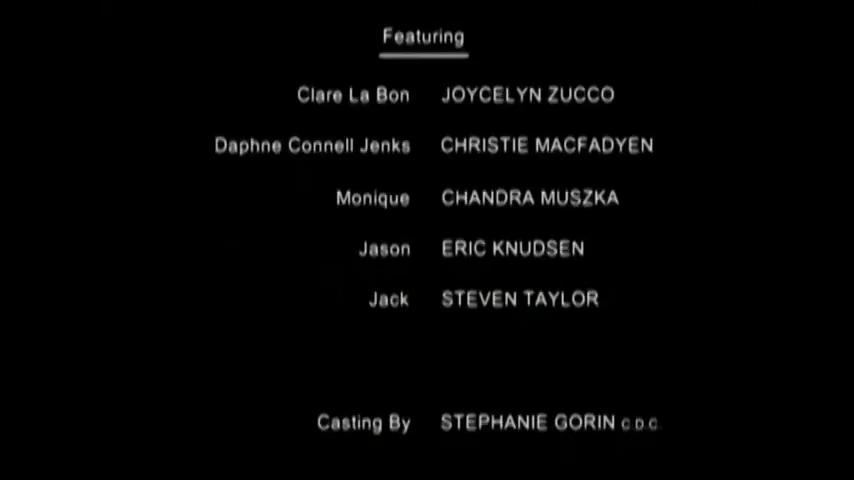 Featuring
Clare La Bon JOYCELYN ZUCCO
Daphne Connell Jenks CHRISTIE MACFADYEN
Monique CHANDRA MUSZKA
Jason ERIC KNUDSEN
Jack STEVEN TAYLOR
Casting By STEPHANIE GORIN C.D.C.